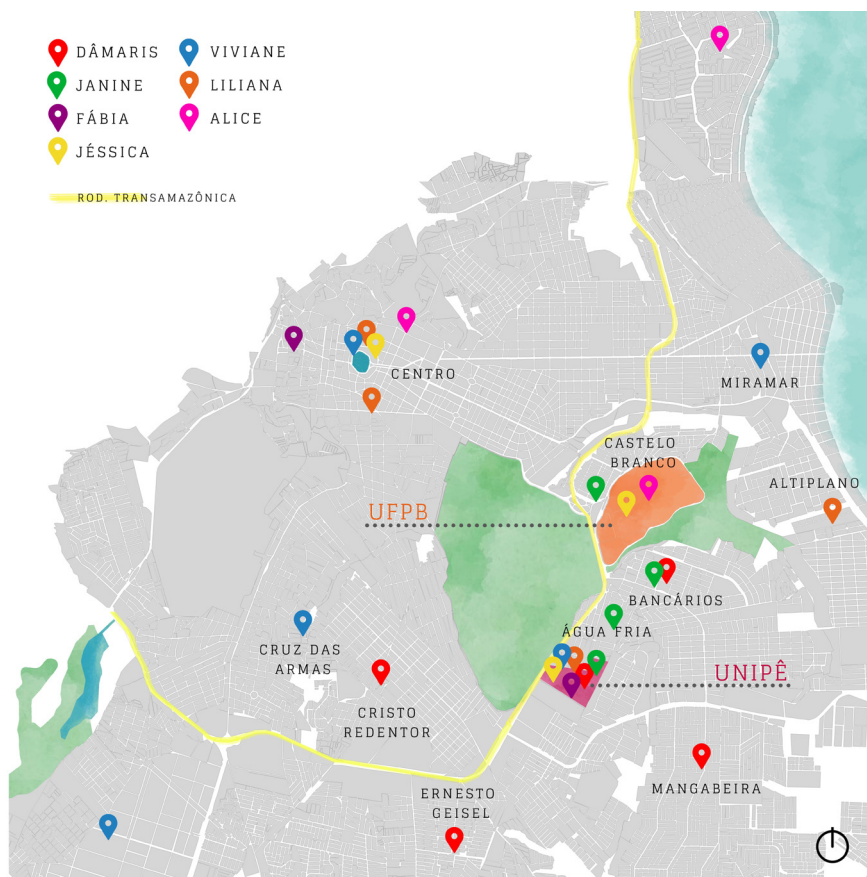 DÂMARIS
VIVIANE
JANINE
LILIANA
FÁBIA
ALICE
JÉSSICA
ROD. TRANSAMAZÔNICA
CENTRO
MIRAMAR
CASTELO
BRANCO
ALTIPLANO
UFPB
BANCÁRIOS
ÁGUA FRIA
CRUZ DAS
ARMAS
UNIPÊ
CRISTO
REDENTOR
MANGABEIRA
ERNESTO
GEISEL